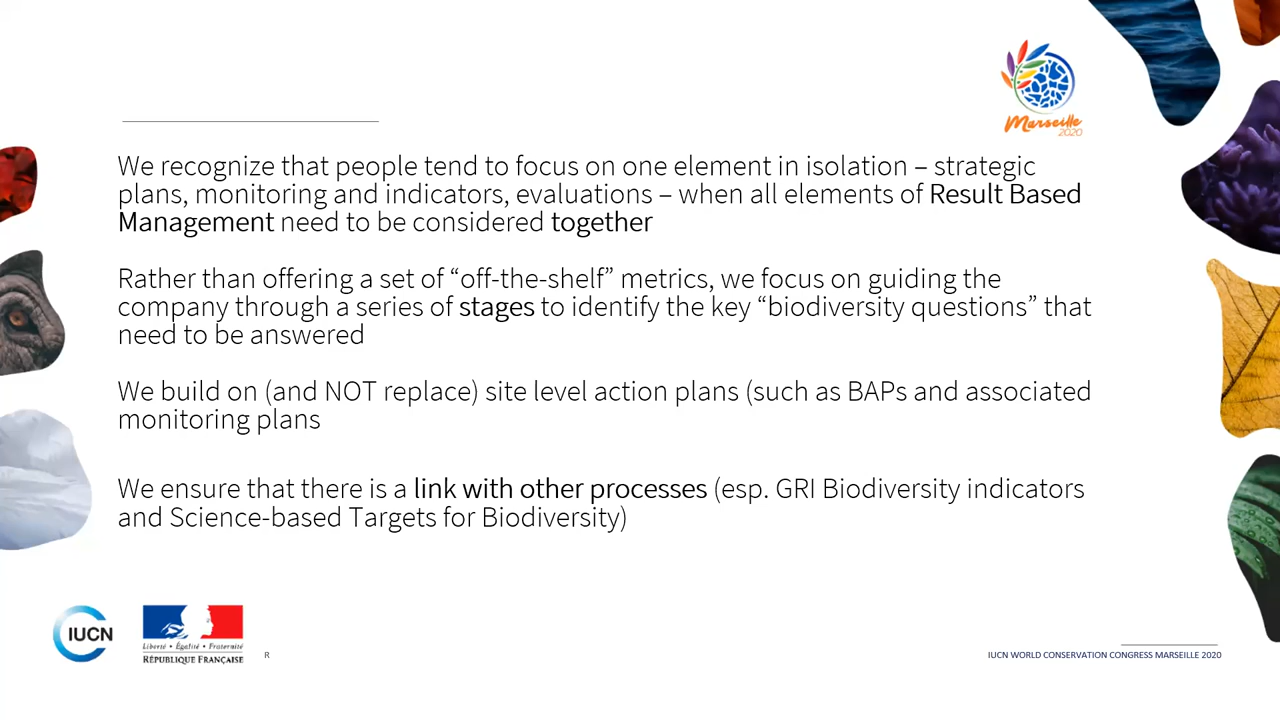 Marseille
2020
We recognize that people tend to focus on one element in isolation – strategic
plans, monitoring and indicators, evaluations – when all elements of Result Based
Management need to be considered together
Rather than offering a set of “off-the-shelf” metrics, we focus on guiding the
company through a series of stages to identify the key “biodiversity questions” that
need to be answered
We build on (and NOT replace) site level action plans (such as BAPs and associated
monitoring plans
We ensure that there is a link with other processes (esp. GRI Biodiversity indicators
and Science-based Targets for Biodiversity)
IUCN
Liberté • Égalité • Fraternité
RÉPUBLIQUE FRANÇAISE
R
IUCN WORLD CONSERVATION CONGRESS MARSEILLE 2020